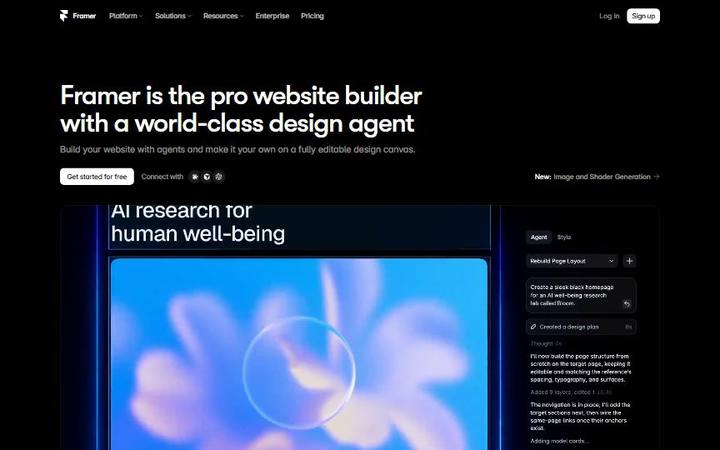 Framer
Platform
Solutions
Resources
Enterprise
Pricing
Log in
Sign up
Framer is the pro website builder
with a world-class design agent
Build your website with agents and make it your own on a fully editable design canvas.
Get started for free
Connect with
New: Image and Shader Generation →
AI research for
human well-being
Agent
Style
Rebuild Page Layout
Create a sleek black homepage
for an AI well-being research
lab called Bloom.
Created a design plan
Thought
I'll now build the page structure from
scratch on the target page, keeping it
editable and matching the reference's
spacing, typography, and surfaces.
Added 9 layers, edited 1
The navigation is in place; I'll add the
target sections next, then wire the
same-page links once their anchors
exist.
Adding model cards...